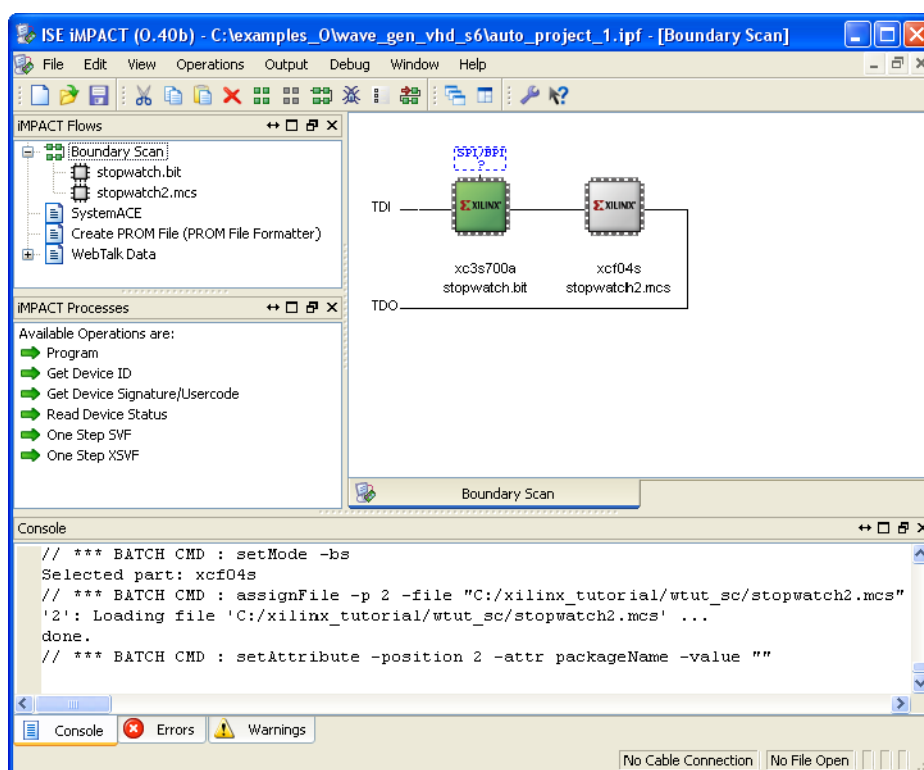 ISE iMPACT (O.40b) - C:\examples_O\wave_gen_vhd_s6\auto_project_1.ipf - [Boundary Scan]
File Edit View Operations Output Debug Window Help
iMPACT Flows
Boundary Scan
stopwatch.bit
stopwatch2.mcs
SystemACE
Create PROM File (PROM File Formatter)
WebTalk Data
iMPACT Processes
Available Operations are:
Program
Get Device ID
Get Device Signature/Usercode
Read Device Status
One Step SVF
One Step XSVF
SPI/BPI
?
TDI
XILINX
XILINX
xc3s700a
stopwatch.bit
xcf04s
stopwatch2.mcs
TDO
Boundary Scan
Console
// *** BATCH CMD : setMode -bs
Selected part: xcf04s
// *** BATCH CMD : assignFile -p 2 -file "C:/xilinx_tutorial/wtut_sc/stopwatch2.mcs"
'2': Loading file 'C:/xilinx_tutorial/wtut_sc/stopwatch2.mcs' ...
done.
// *** BATCH CMD : setAttribute -position 2 -attr packageName -value ""
Console Errors Warnings
No Cable Connection No File Open